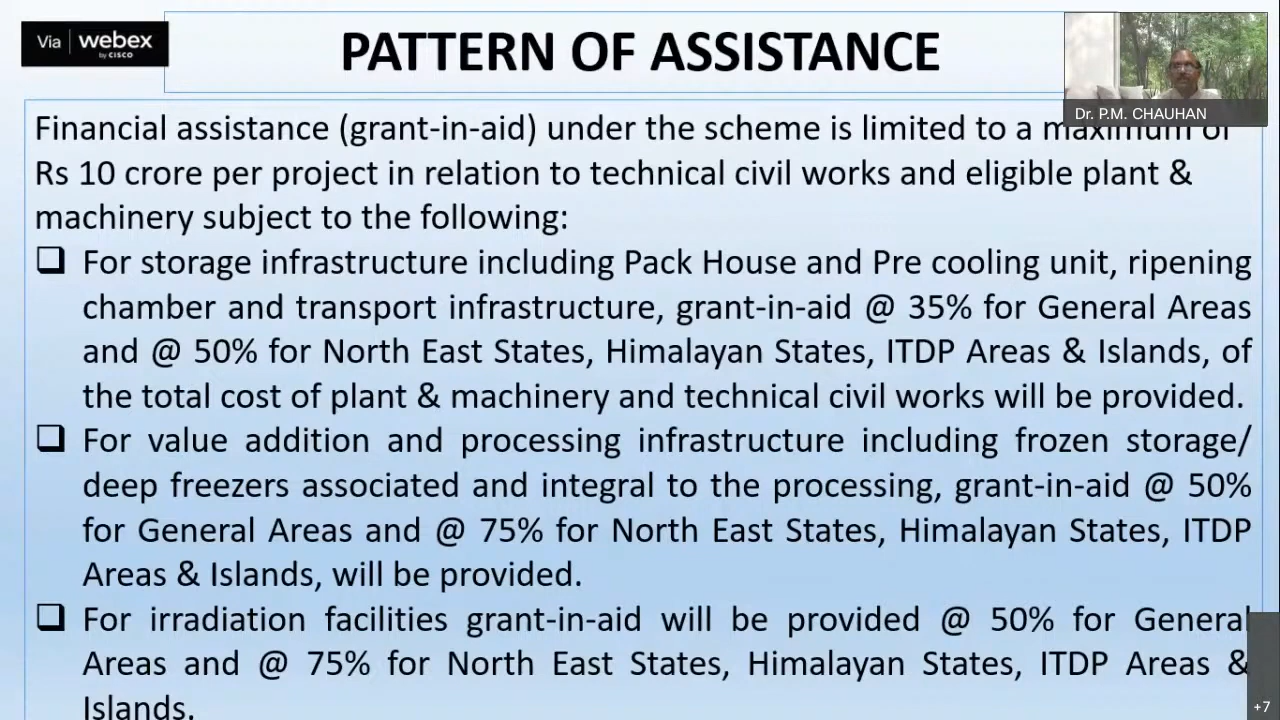 Via webex
by CISCO
PATTERN OF ASSISTANCE
Dr. P.M. CHAUHAN
Financial assistance (grant-in-aid) under the scheme is limited to a maximum of
Rs 10 crore per project in relation to technical civil works and eligible plant &
machinery subject to the following:
❑ For storage infrastructure including Pack House and Pre cooling unit, ripening
chamber and transport infrastructure, grant-in-aid @ 35% for General Areas
and @ 50% for North East States, Himalayan States, ITDP Areas & Islands, of
the total cost of plant & machinery and technical civil works will be provided.
❑ For value addition and processing infrastructure including frozen storage/
deep freezers associated and integral to the processing, grant-in-aid @ 50%
for General Areas and @ 75% for North East States, Himalayan States, ITDP
Areas & Islands, will be provided.
❑ For irradiation facilities grant-in-aid will be provided @ 50% for General
Areas and @ 75% for North East States, Himalayan States, ITDP Areas &
Islands.
+7